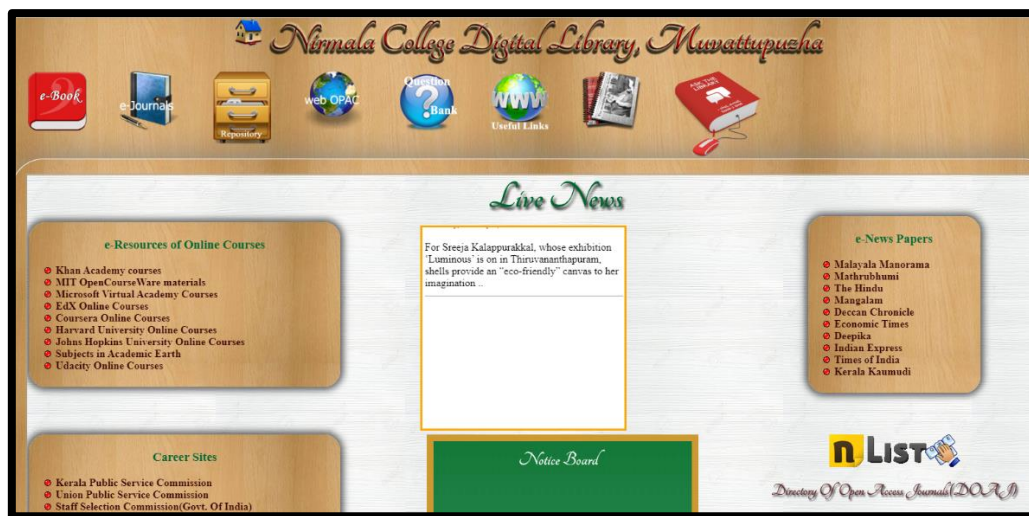 Nirmala College Digital Library, Muvattupuzha
e-Book
e-Journals
Repository
web OPAC
Question
Bank
WWW
Useful Links
ASK THE
LIBRARY
Live News
e-Resources of Online Courses
Khan Academy courses
MIT OpenCourseWare materials
Microsoft Virtual Academy Courses
EdX Online Courses
Coursera Online Courses
Harvard University Online Courses
Johns Hopkins University Online Courses
Subjects in Academic Earth
Udacity Online Courses
For Sreeja Kalappurakkal, whose exhibition
‘Luminous’ is on in Thiruvananthapuram,
shells provide an “eco-friendly” canvas to her
imagination ..
e-News Papers
Malayala Manorama
Mathrubhumi
The Hindu
Mangalam
Deccan Chronicle
Economic Times
Deepika
Indian Express
Times of India
Kerala Kaumudi
Career Sites
Kerala Public Service Commission
Union Public Service Commission
Staff Selection Commission(Govt. Of India)
Notice Board
n LIST
Directory Of Open Access Journals(DOAJ)